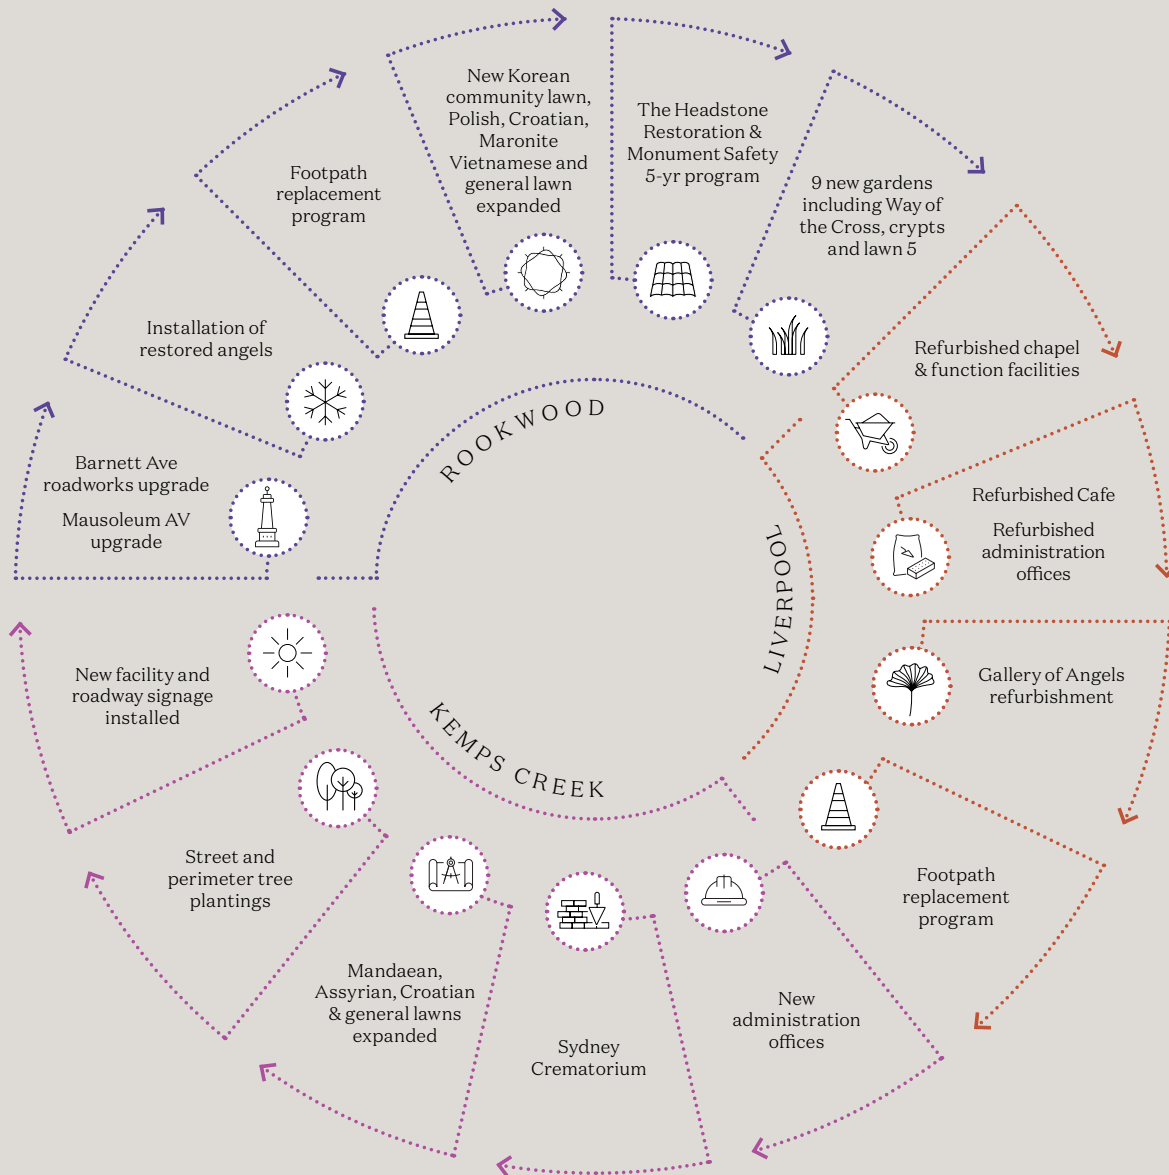 ROOKWOOD
Barnett Ave
roadworks upgrade
Mausoleum AV
upgrade
Installation of
restored angels
Footpath
replacement
program
New Korean
community lawn,
Polish, Croatian,
Maronite
Vietnamese and
general lawn
expanded
The Headstone
Restoration &
Monument Safety
5-yr program
9 new gardens
including Way of
the Cross, crypts
and lawn 5
LIVERPOOL
Refurbished chapel
& function facilities
Refurbished Cafe
Refurbished
administration
offices
Gallery of Angels
refurbishment
Footpath
replacement
program
KEMPS CREEK
New
administration
offices
Sydney
Crematorium
Mandaean,
Assyrian, Croatian
& general lawns
expanded
Street and
perimeter tree
plantings
New facility and
roadway signage
installed